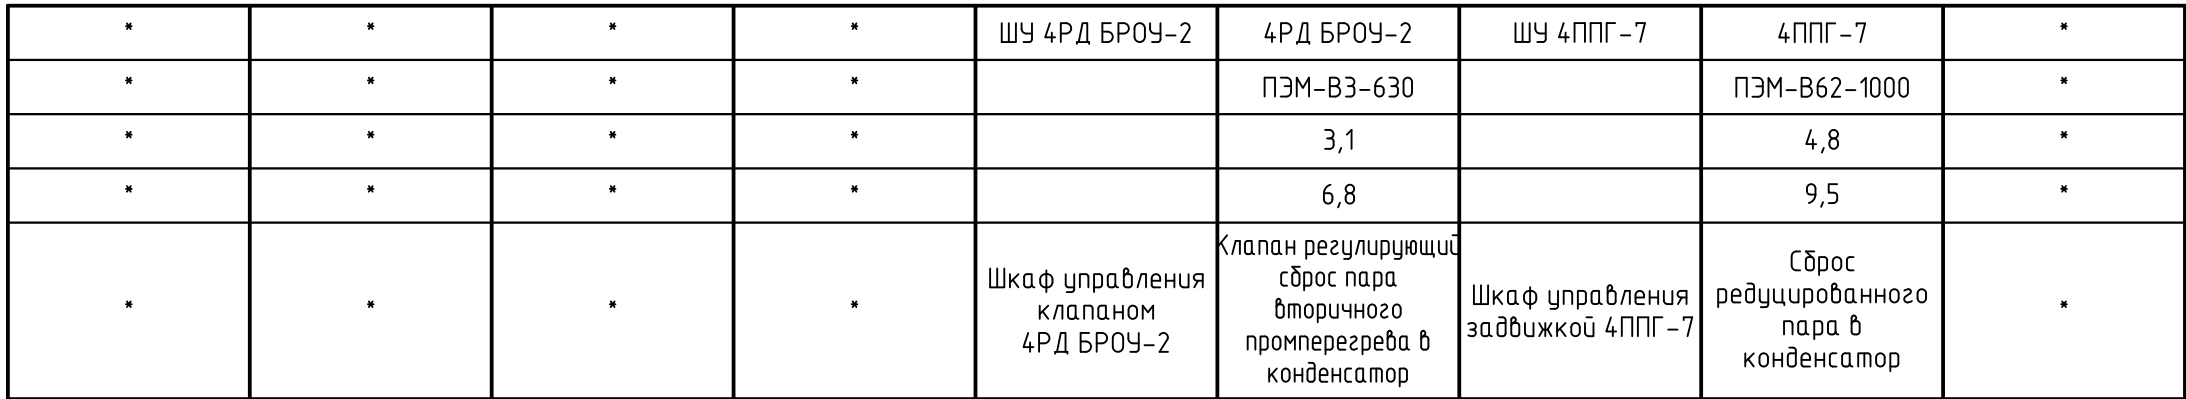 * * * * ШУ 4РД БРОУ-2 4РД БРОУ-2 ШУ 4ППГ-7 4ППГ-7 *
* * * * ПЭМ-В3-630 ПЭМ-В62-1000 *
* * * * 3,1 4,8 *
* * * * 6,8 9,5 *
* * * *
Шкаф управления
клапаном
4РД БРОУ-2
Клапан регулирующий
сброс пара
вторичного
промперегрева в
конденсатор
Шкаф управления
задвижкой 4ППГ-7
Сброс
редуцированного
пара в
конденсатор
*